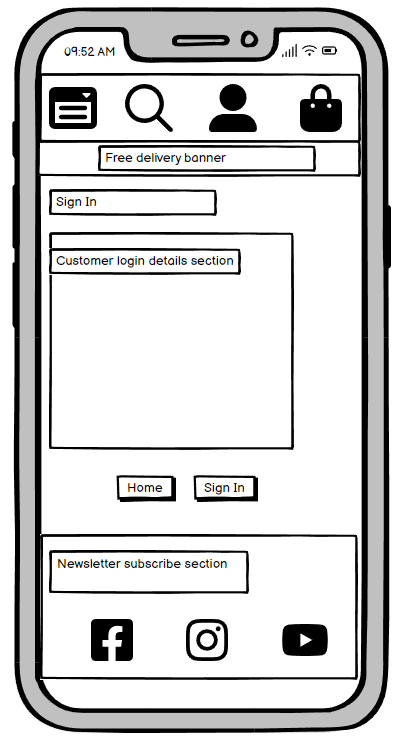 09:52 AM
Free delivery banner
Sign In
Customer login details section
Home
Sign In
Newsletter subscribe section